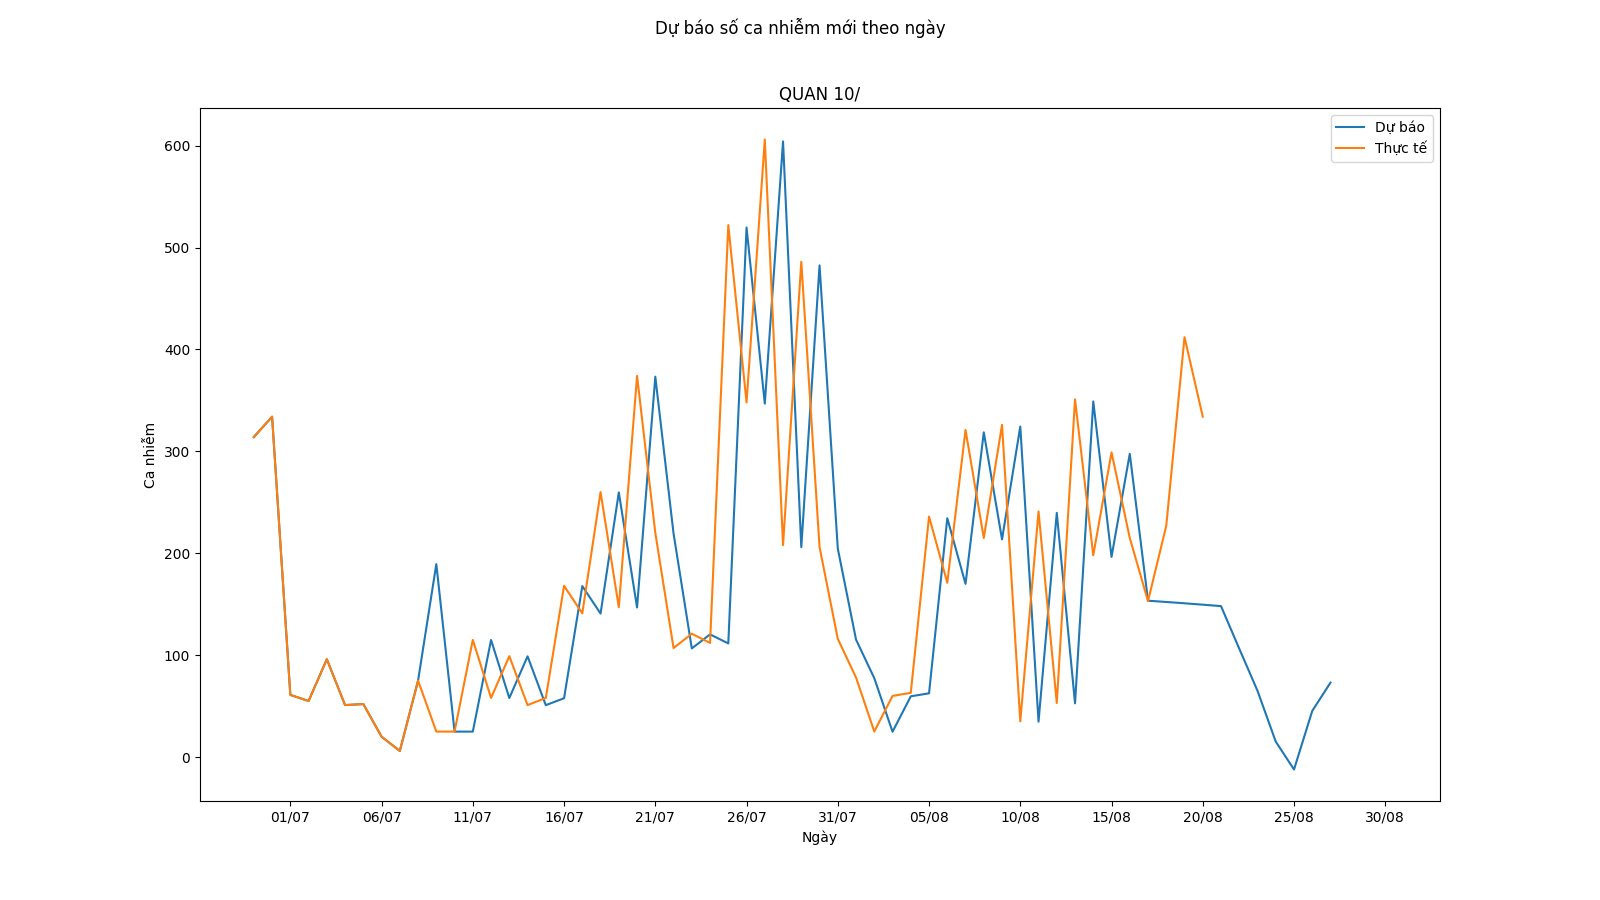 Dự báo số ca nhiễm mới theo ngày
QUAN 10/
Dự báo
Thực tế
600
500
400
300
200
100
0
Ca nhiễm
01/07 06/07 11/07 16/07 21/07 26/07 31/07 05/08 10/08 15/08 20/08 25/08 30/08
Ngày